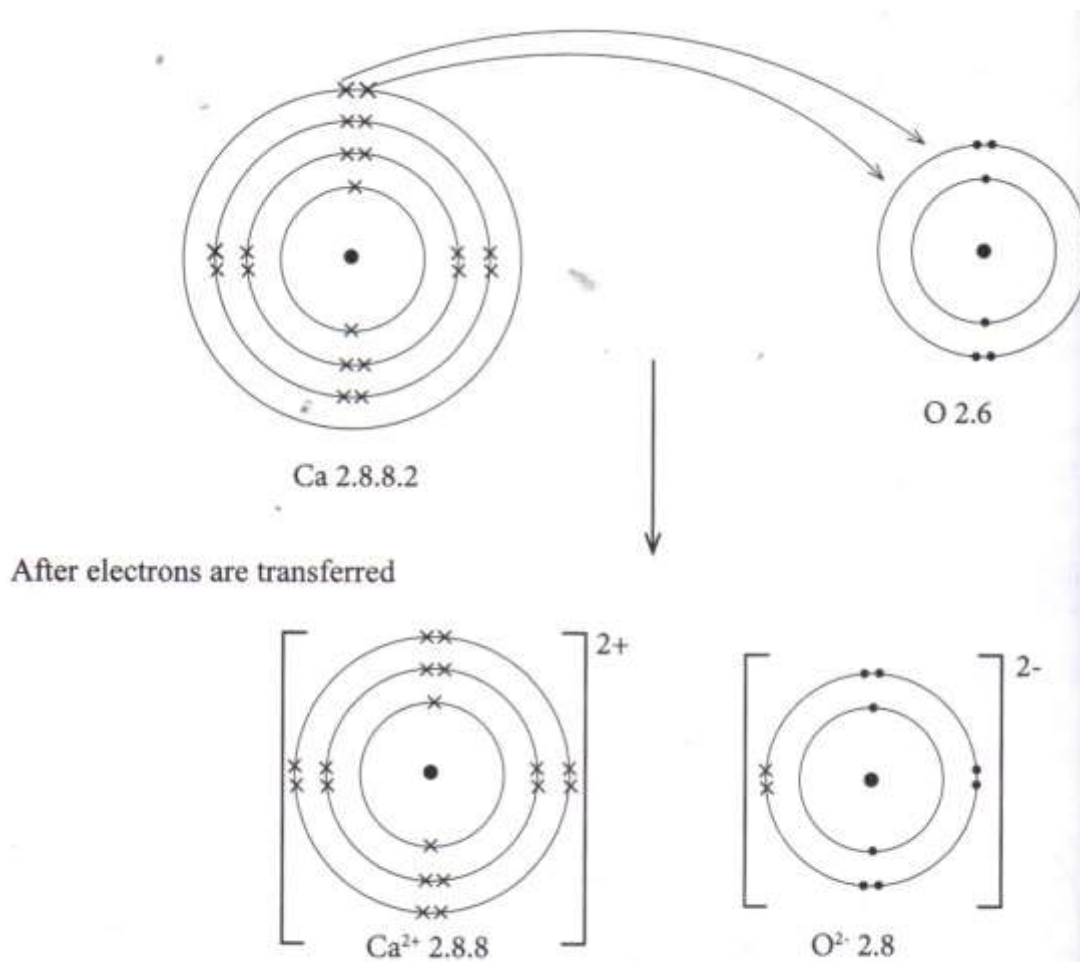 O 2.6
Ca 2.8.8.2
After electrons are transferred
2+
2-
Ca²⁺ 2.8.8
O²⁻ 2.8